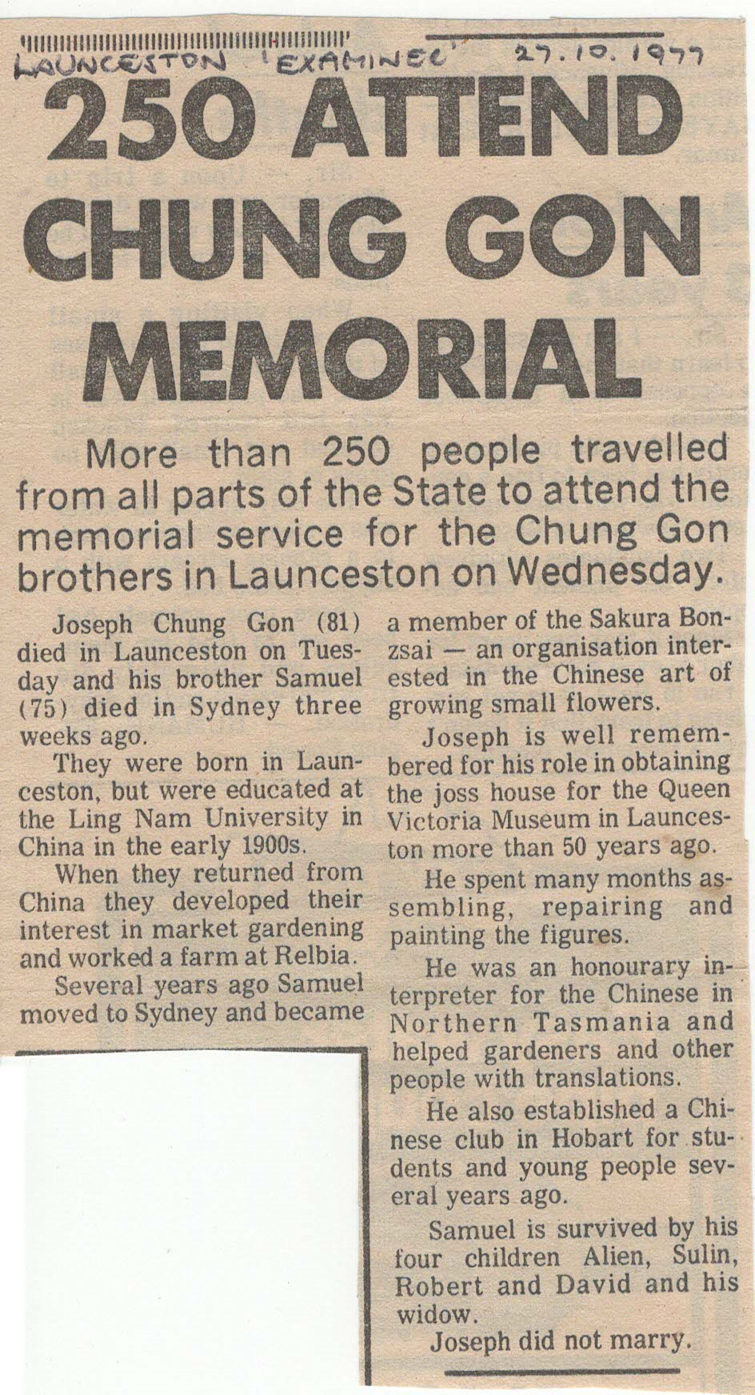 LAUNCESTON 'EXAMINEC' 27.10.1977
250 ATTEND
CHUNG GON
MEMORIAL
More than 250 people travelled
from all parts of the State to attend the
memorial service for the Chung Gon
brothers in Launceston on Wednesday.
Joseph Chung Gon (81)
died in Launceston on Tues-
day and his brother Samuel
(75) died in Sydney three
weeks ago.
They were born in Laun-
ceston, but were educated at
the Ling Nam University in
China in the early 1900s.
When they returned from
China they developed their
interest in market gardening
and worked a farm at Relbia.
Several years ago Samuel
moved to Sydney and became
a member of the Sakura Bon-
zsai — an organisation inter-
ested in the Chinese art of
growing small flowers.
Joseph is well remem-
bered for his role in obtaining
the joss house for the Queen
Victoria Museum in Launces-
ton more than 50 years ago.
He spent many months as-
sembling, repairing and
painting the figures.
He was an honourary in-
terpreter for the Chinese in
Northern Tasmania and
helped gardeners and other
people with translations.
He also established a Chi-
nese club in Hobart for stu-
dents and young people sev-
eral years ago.
Samuel is survived by his
four children Alien, Sulin,
Robert and David and his
widow.
Joseph did not marry.